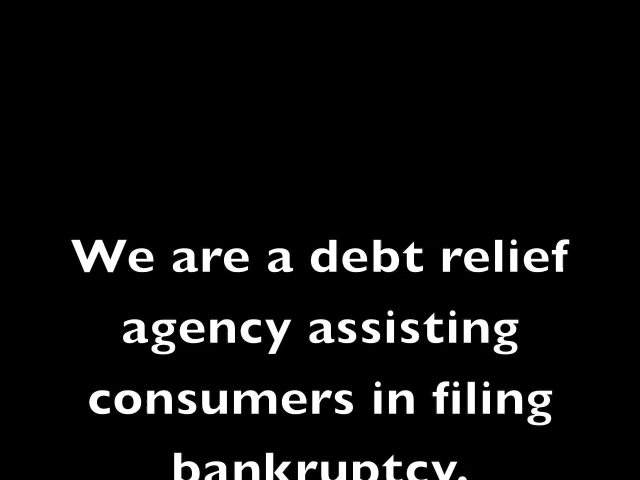 We are a debt relief
agency assisting
consumers in filing
bankruptcy.